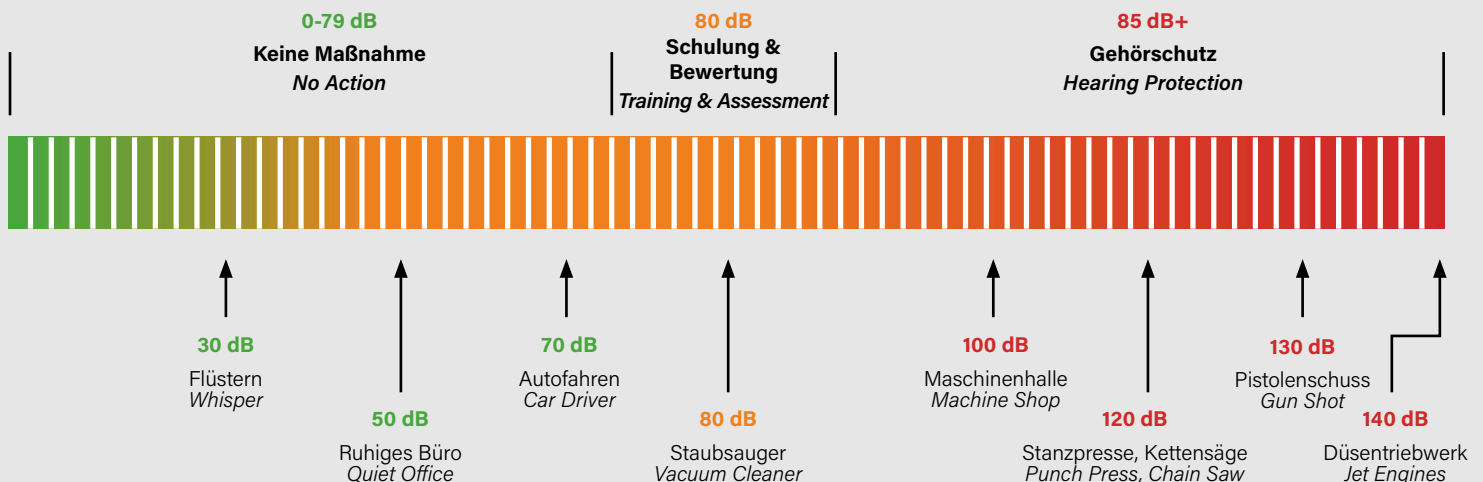 0-79 dB
Keine Maßnahme
No Action
80 dB
Schulung &
Bewertung
Training & Assessment
85 dB+
Gehörschutz
Hearing Protection
30 dB
Flüstern
Whisper
50 dB
Ruhiges Büro
Quiet Office
70 dB
Autofahren
Car Driver
80 dB
Staubsauger
Vacuum Cleaner
100 dB
Maschinenhalle
Machine Shop
120 dB
Stanzpresse, Kettensäge
Punch Press, Chain Saw
130 dB
Pistolenschuss
Gun Shot
140 dB
Düsentriebwerk
Jet Engines